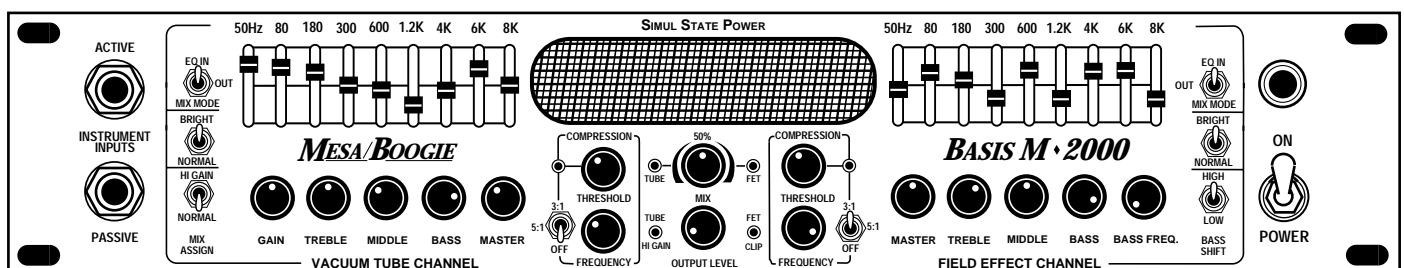 SIMUL STATE POWER
50Hz 80 180 300 600 1.2K 4K 6K 8K
50Hz 80 180 300 600 1.2K 4K 6K 8K
ACTIVE
INSTRUMENT
INPUTS
PASSIVE
EQ IN
OUT
MIX MODE
BRIGHT
NORMAL
HI GAIN
NORMAL
MIX
ASSIGN
MESA/BOOGIE
GAIN TREBLE MIDDLE BASS MASTER
VACUUM TUBE CHANNEL
COMPRESSION
THRESHOLD
3:1
5:1
OFF
FREQUENCY
50%
TUBE
FET
MIX
TUBE
HI GAIN
FET
CLIP
OUTPUT LEVEL
COMPRESSION
THRESHOLD
3:1
5:1
OFF
FREQUENCY
BASIS M 2000
MASTER TREBLE MIDDLE BASS BASS FREQ.
FIELD EFFECT CHANNEL
EQ IN
OUT
MIX MODE
BRIGHT
NORMAL
HIGH
LOW
BASS
SHIFT
ON
POWER